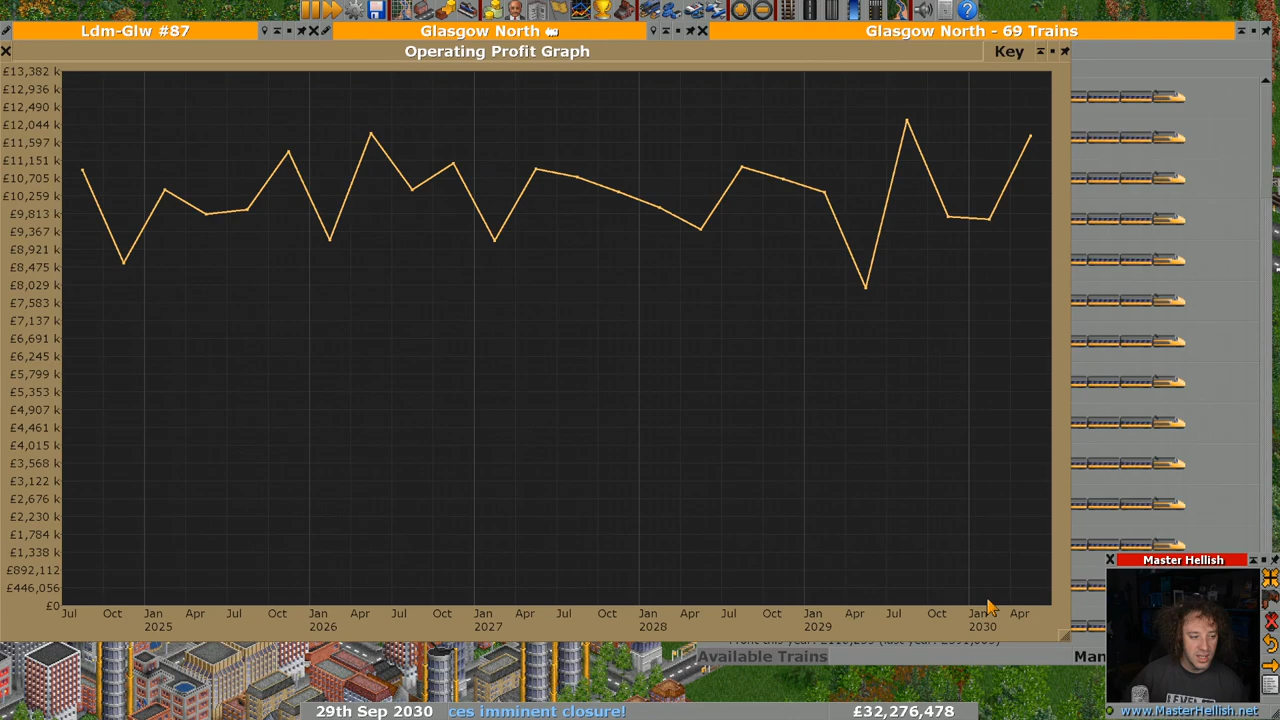 Ldm-Glw #87
Glasgow North
Glasgow North - 69 Trains
Operating Profit Graph
Key
£13,382 k
£12,936 k
£12,490 k
£12,044 k
£11,597 k
£11,151 k
£10,705 k
£10,259 k
£9,813 k
£9,367 k
£8,921 k
£8,475 k
£8,029 k
£7,583 k
£7,137 k
£6,691 k
£6,245 k
£5,799 k
£5,353 k
£4,907 k
£4,461 k
£4,015 k
£3,568 k
£3,122 k
£2,676 k
£2,230 k
£1,784 k
£1,338 k
£892,112
£446,056
£0
Jul Oct Jan Apr Jul Oct Jan Apr Jul Oct Jan Apr Jul Oct Jan Apr Jul Oct Jan Apr Jul Oct Jan Apr
2025 2026 2027 2028 2029 2030
Master Hellish
Available Trains
Man
LEVEL
www.MasterHellish.net
29th Sep 2030
ces imminent closure!
£32,276,478